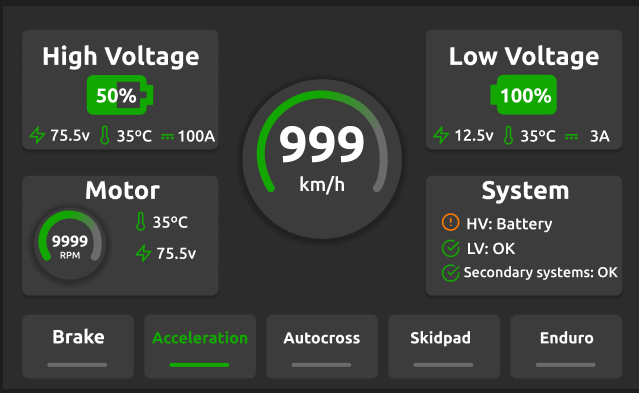 High Voltage
50%
75.5v 35ºC 100A
999
km/h
Low Voltage
100%
12.5v 35ºC 3A
Motor
9999
RPM
35ºC
75.5v
System
HV: Battery
LV: OK
Secondary systems: OK
Brake
Acceleration
Autocross
Skidpad
Enduro